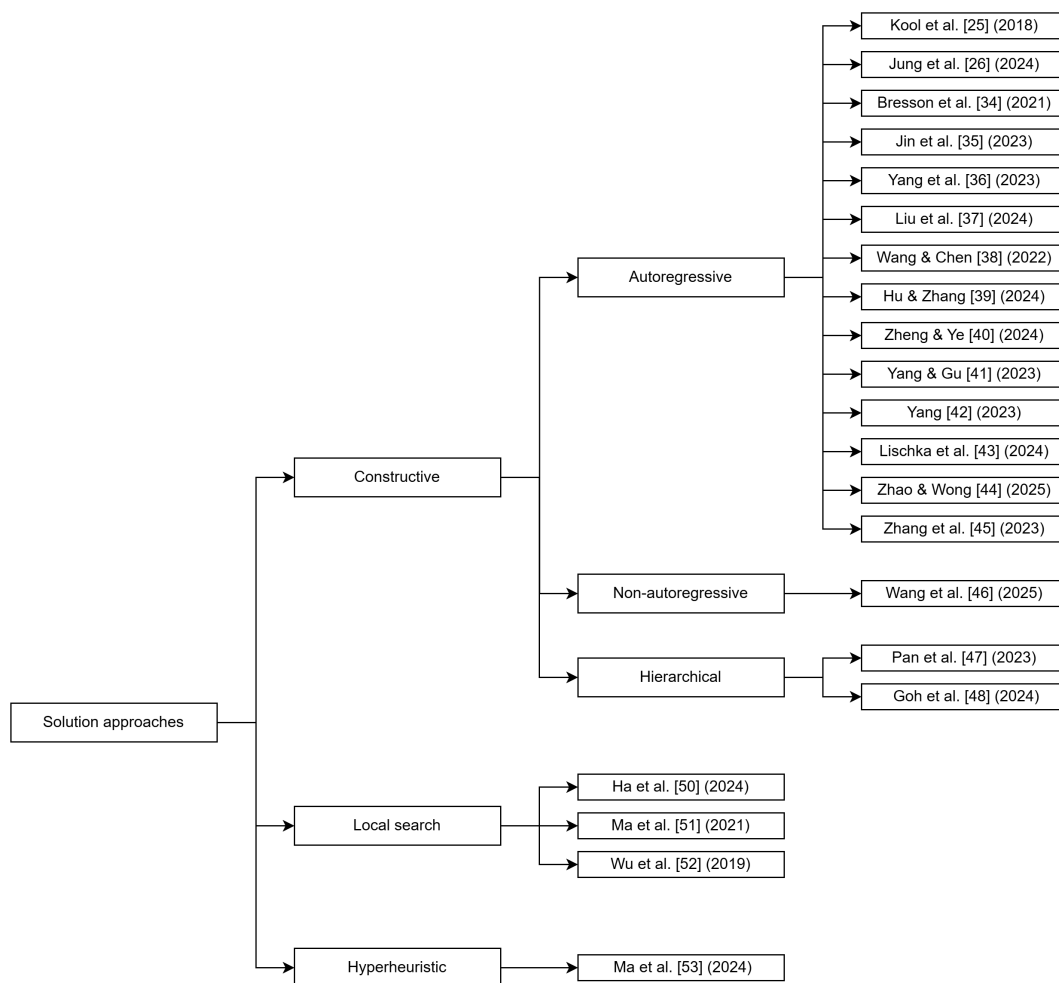 Kool et al. [25] (2018)
Jung et al. [26] (2024)
Bresson et al. [34] (2021)
Jin et al. [35] (2023)
Yang et al. [36] (2023)
Liu et al. [37] (2024)
Wang & Chen [38] (2022)
Autoregressive
Hu & Zhang [39] (2024)
Zheng & Ye [40] (2024)
Yang & Gu [41] (2023)
Yang [42] (2023)
Lischka et al. [43] (2024)
Constructive
Zhao & Wong [44] (2025)
Zhang et al. [45] (2023)
Non-autoregressive
Wang et al. [46] (2025)
Pan et al. [47] (2023)
Hierarchical
Goh et al. [48] (2024)
Solution approaches
Ha et al. [50] (2024)
Local search
Ma et al. [51] (2021)
Wu et al. [52] (2019)
Hyperheuristic
Ma et al. [53] (2024)